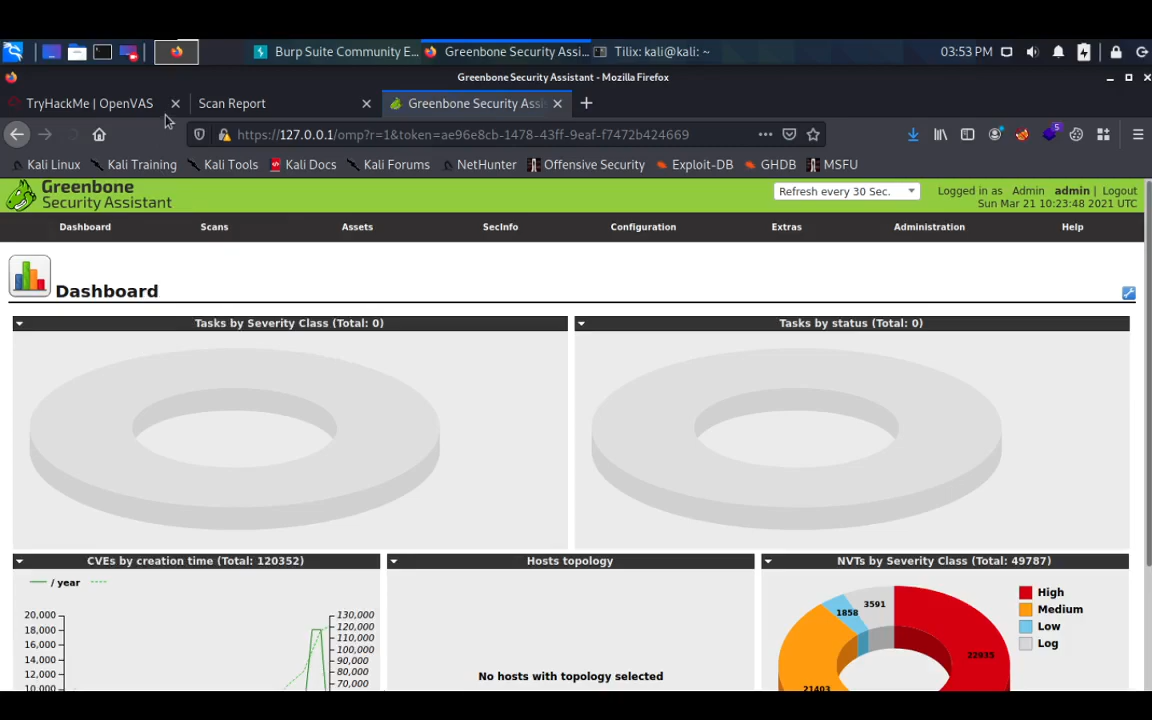 Burp Suite Community E...
Greenbone Security Assi...
Tilix: kali@kali: ~
03:53 PM
Greenbone Security Assistant - Mozilla Firefox
TryHackMe | OpenVAS
Scan Report
Greenbone Security Assi
https://127.0.0.1/omp?r=1&token=ae96e8cb-1478-43ff-9eaf-f7472b424669
5
Kali Linux
Kali Training
Kali Tools
Kali Docs
Kali Forums
NetHunter
Offensive Security
Exploit-DB
GHDB
MSFU
Greenbone
Security Assistant
Refresh every 30 Sec.
Logged in as Admin admin | Logout
Sun Mar 21 10:23:48 2021 UTC
Dashboard
Scans
Assets
SecInfo
Configuration
Extras
Administration
Help
Dashboard
Tasks by Severity Class (Total: 0)
Tasks by status (Total: 0)
CVEs by creation time (Total: 120352)
/ year
20,000
18,000
16,000
14,000
12,000
10,000
130,000
120,000
110,000
100,000
90,000
80,000
70,000
Hosts topology
No hosts with topology selected
NVTs by Severity Class (Total: 49787)
1858
3591
22935
21403
High
Medium
Low
Log